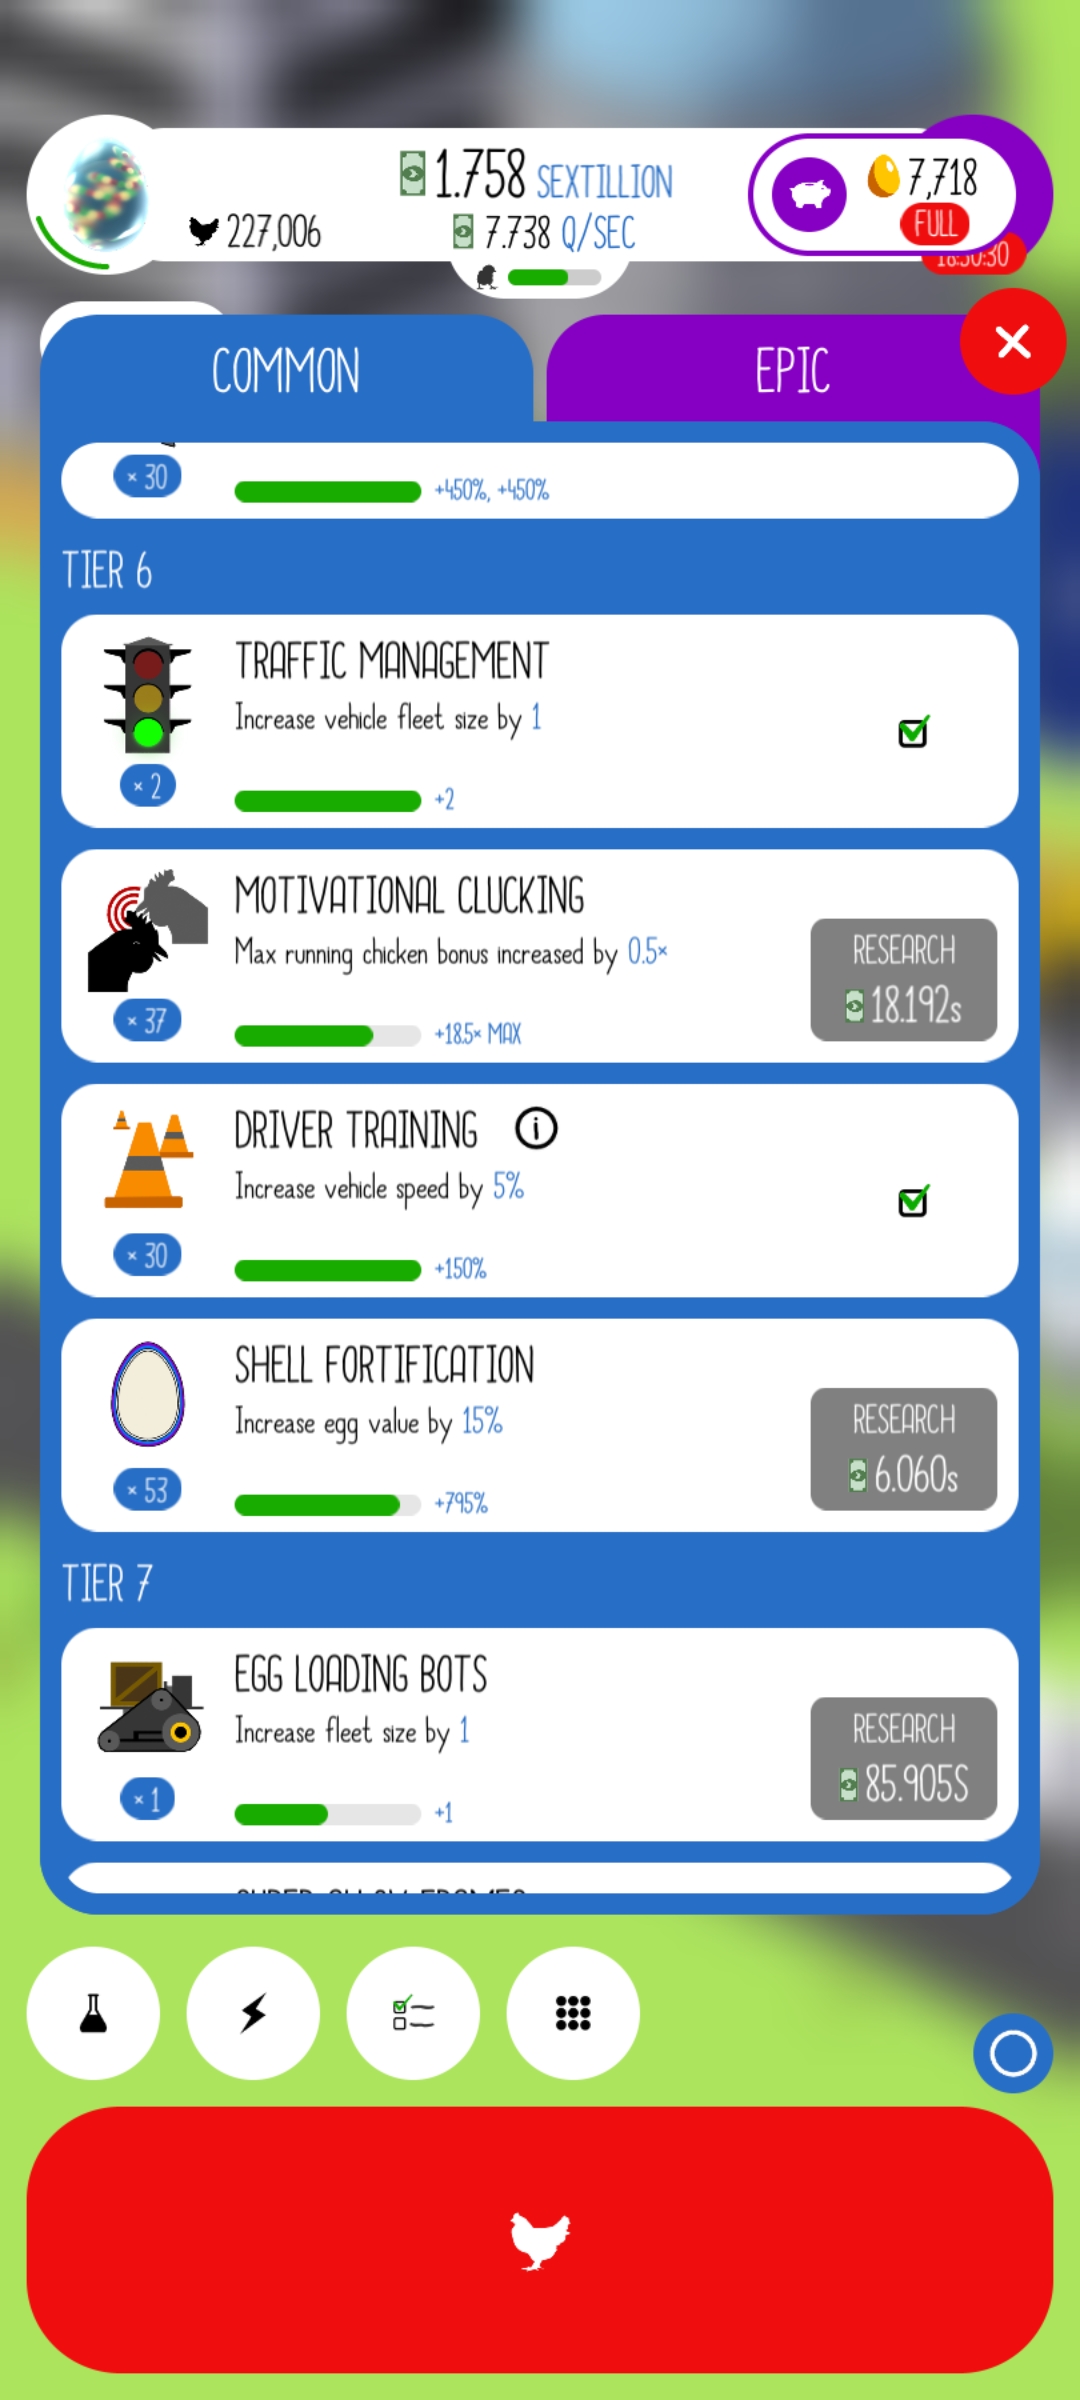 1.758 SEXTILLION
227,006
7.738 Q/SEC
7,718
FULL
18:50:30
COMMON
EPIC
× 30
+450%, +450%
TIER 6
TRAFFIC MANAGEMENT
Increase vehicle fleet size by 1
× 2
+2
MOTIVATIONAL CLUCKING
Max running chicken bonus increased by 0.5×
RESEARCH
18.192s
× 37
+18.5× MAX
DRIVER TRAINING i
Increase vehicle speed by 5%
× 30
+150%
SHELL FORTIFICATION
Increase egg value by 15%
RESEARCH
6.060s
× 53
+795%
TIER 7
EGG LOADING BOTS
Increase fleet size by 1
RESEARCH
85.905S
× 1
+1